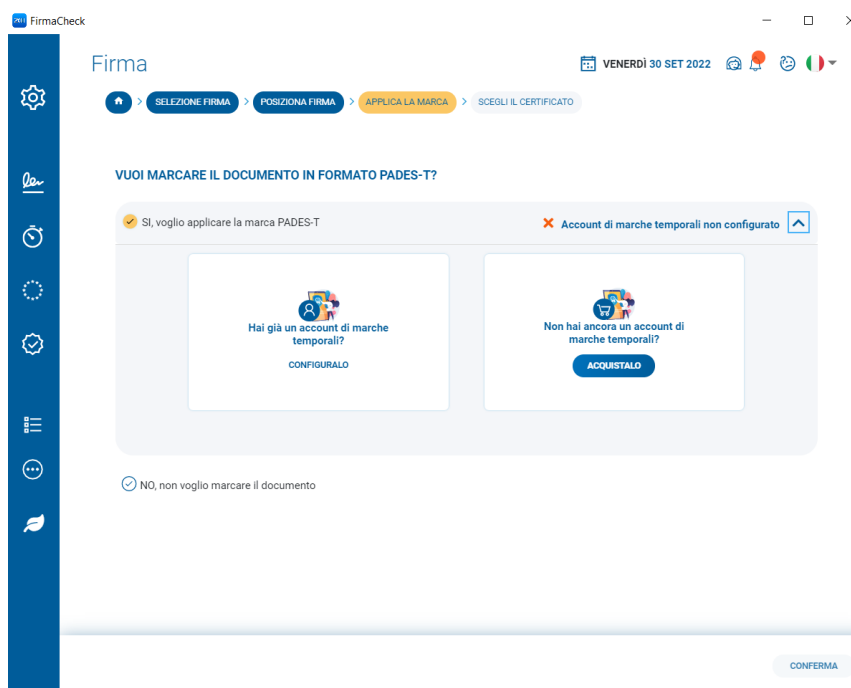 FirmaCheck
Firma
VENERDÌ 30 SET 2022
SELEZIONE FIRMA > POSIZIONA FIRMA > APPLICA LA MARCA > SCEGLI IL CERTIFICATO
VUOI MARCARE IL DOCUMENTO IN FORMATO PADES-T?
SI, voglio applicare la marca PADES-T
Account di marche temporali non configurato
Hai già un account di marche
temporali?
CONFIGURALO
Non hai ancora un account di
marche temporali?
ACQUISTALO
NO, non voglio marcare il documento
CONFERMA